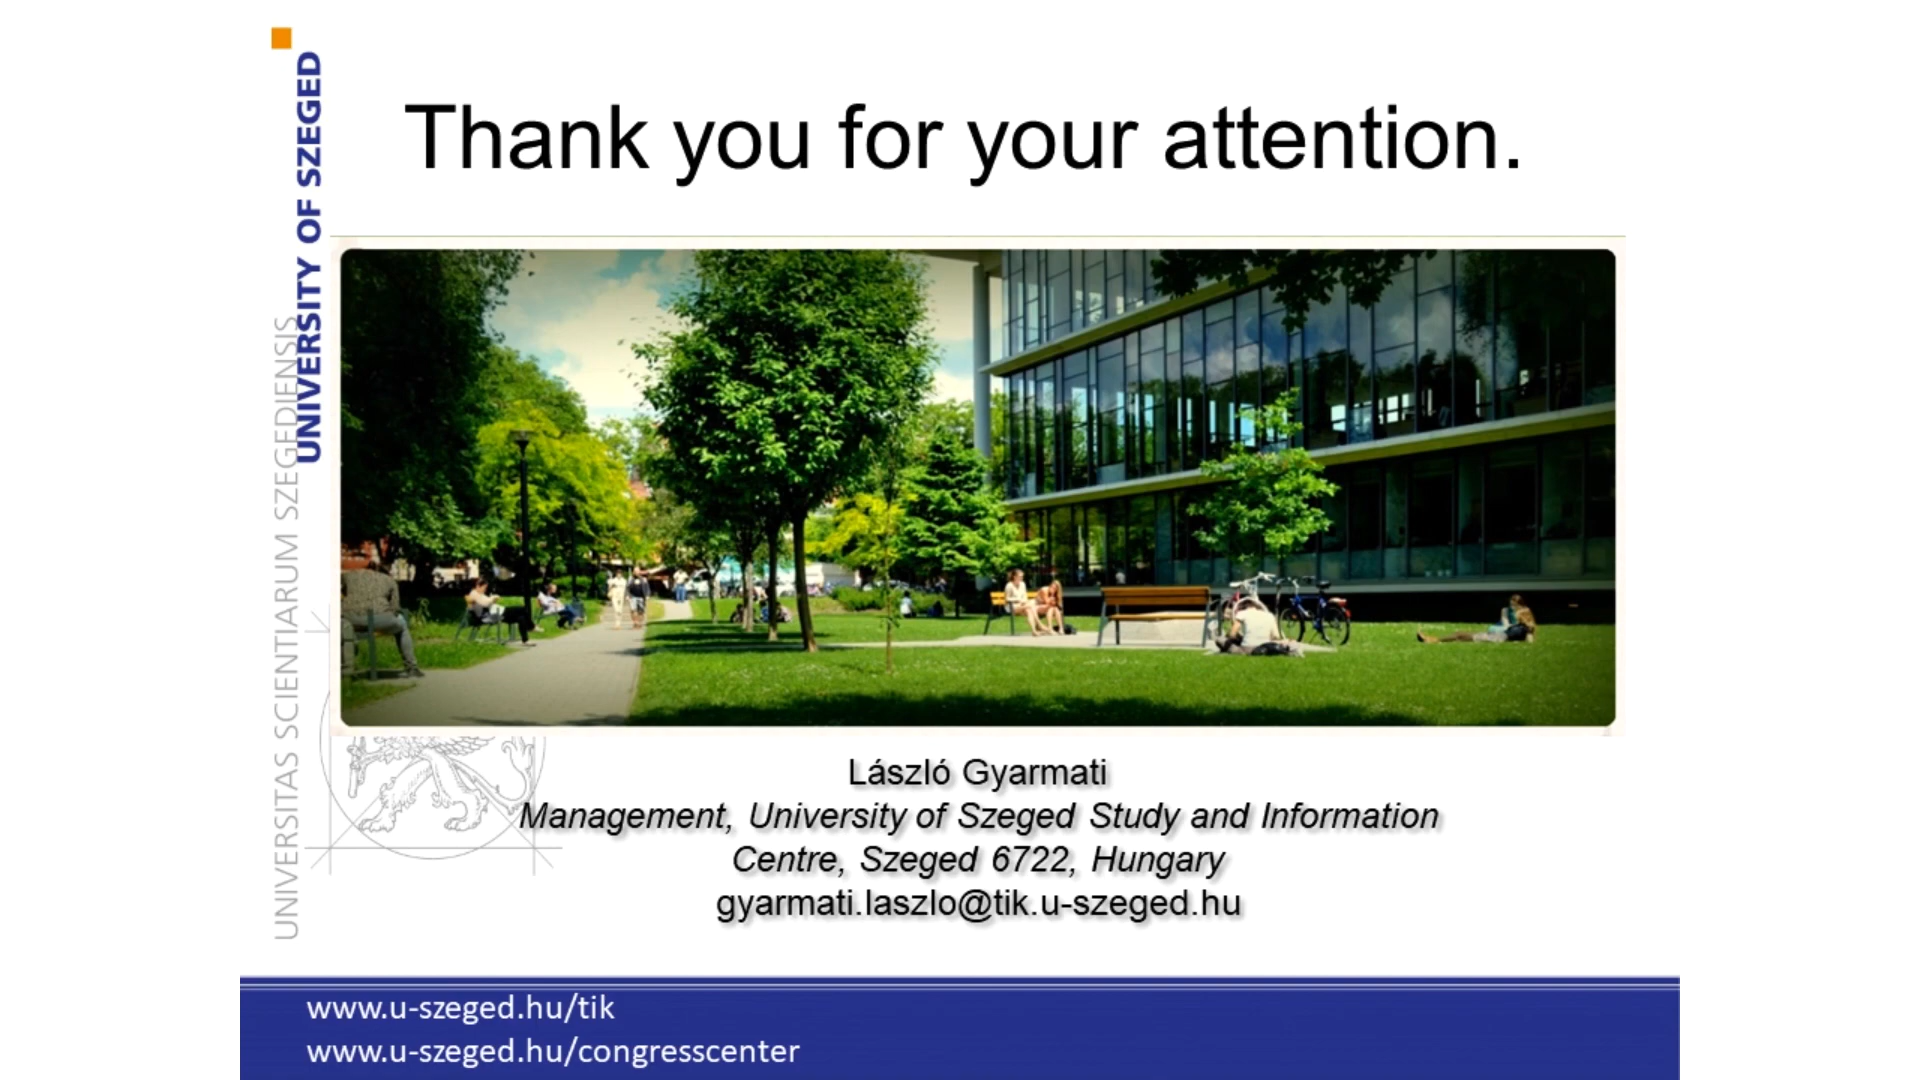 UNIVERSITY OF SZEGED
UNIVERSITAS SCIENTIARUM SZEGEDIENSIS
Thank you for your attention.
László Gyarmati
Management, University of Szeged Study and Information
Centre, Szeged 6722, Hungary
gyarmati.laszlo@tik.u-szeged.hu
www.u-szeged.hu/tik
www.u-szeged.hu/congresscenter